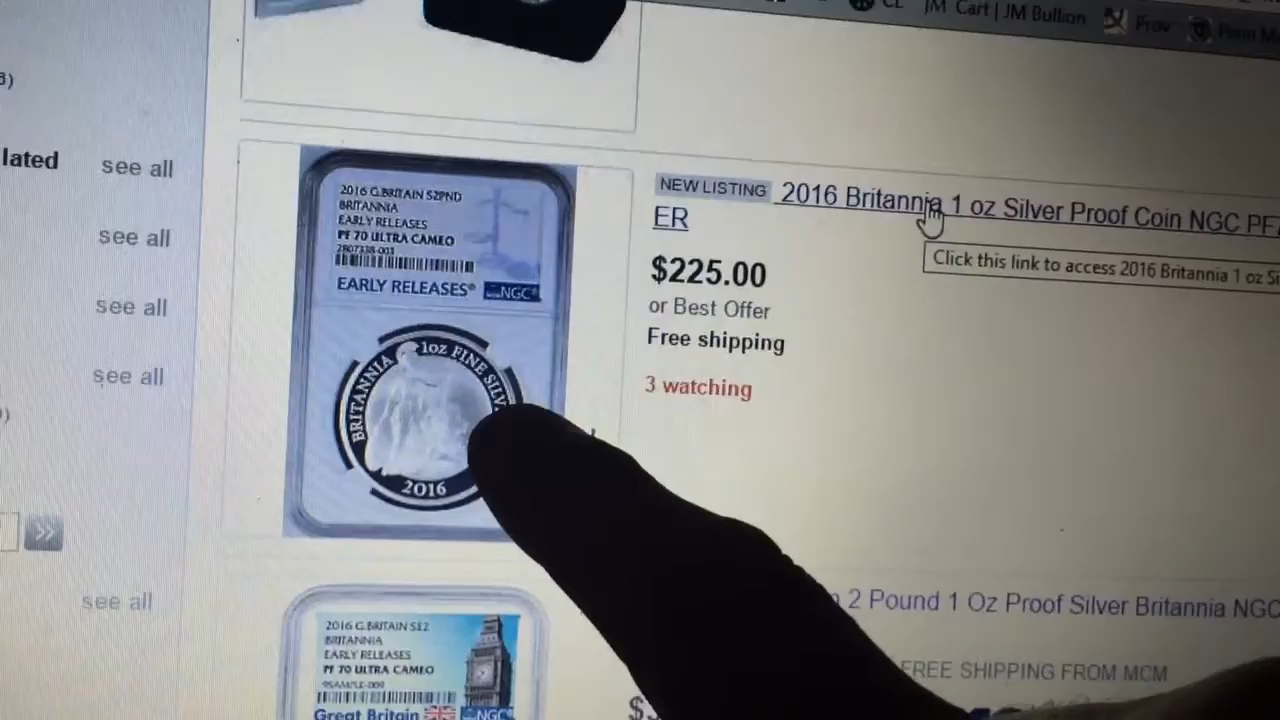 CL
JM Cart | JM Bullion
Prov
lated
see all
see all
see all
see all
see all
2016 G.BRITAIN S2PND
BRITANNIA
EARLY RELEASES
PF 70 ULTRA CAMEO
2807338-003
EARLY RELEASES®
NGC
BRITANNIA 1oz FINE SILV
2016
NEW LISTING 2016 Britannia 1 oz Silver Proof Coin NGC PF
ER
Click this link to access 2016 Britannia 1 oz Si
$225.00
or Best Offer
Free shipping
3 watching
2016 G.BRITAIN S£2
BRITANNIA
EARLY RELEASES
PF 70 ULTRA CAMEO
Great Britain
NGC
2 Pound 1 Oz Proof Silver Britannia NGC
FREE SHIPPING FROM MCM